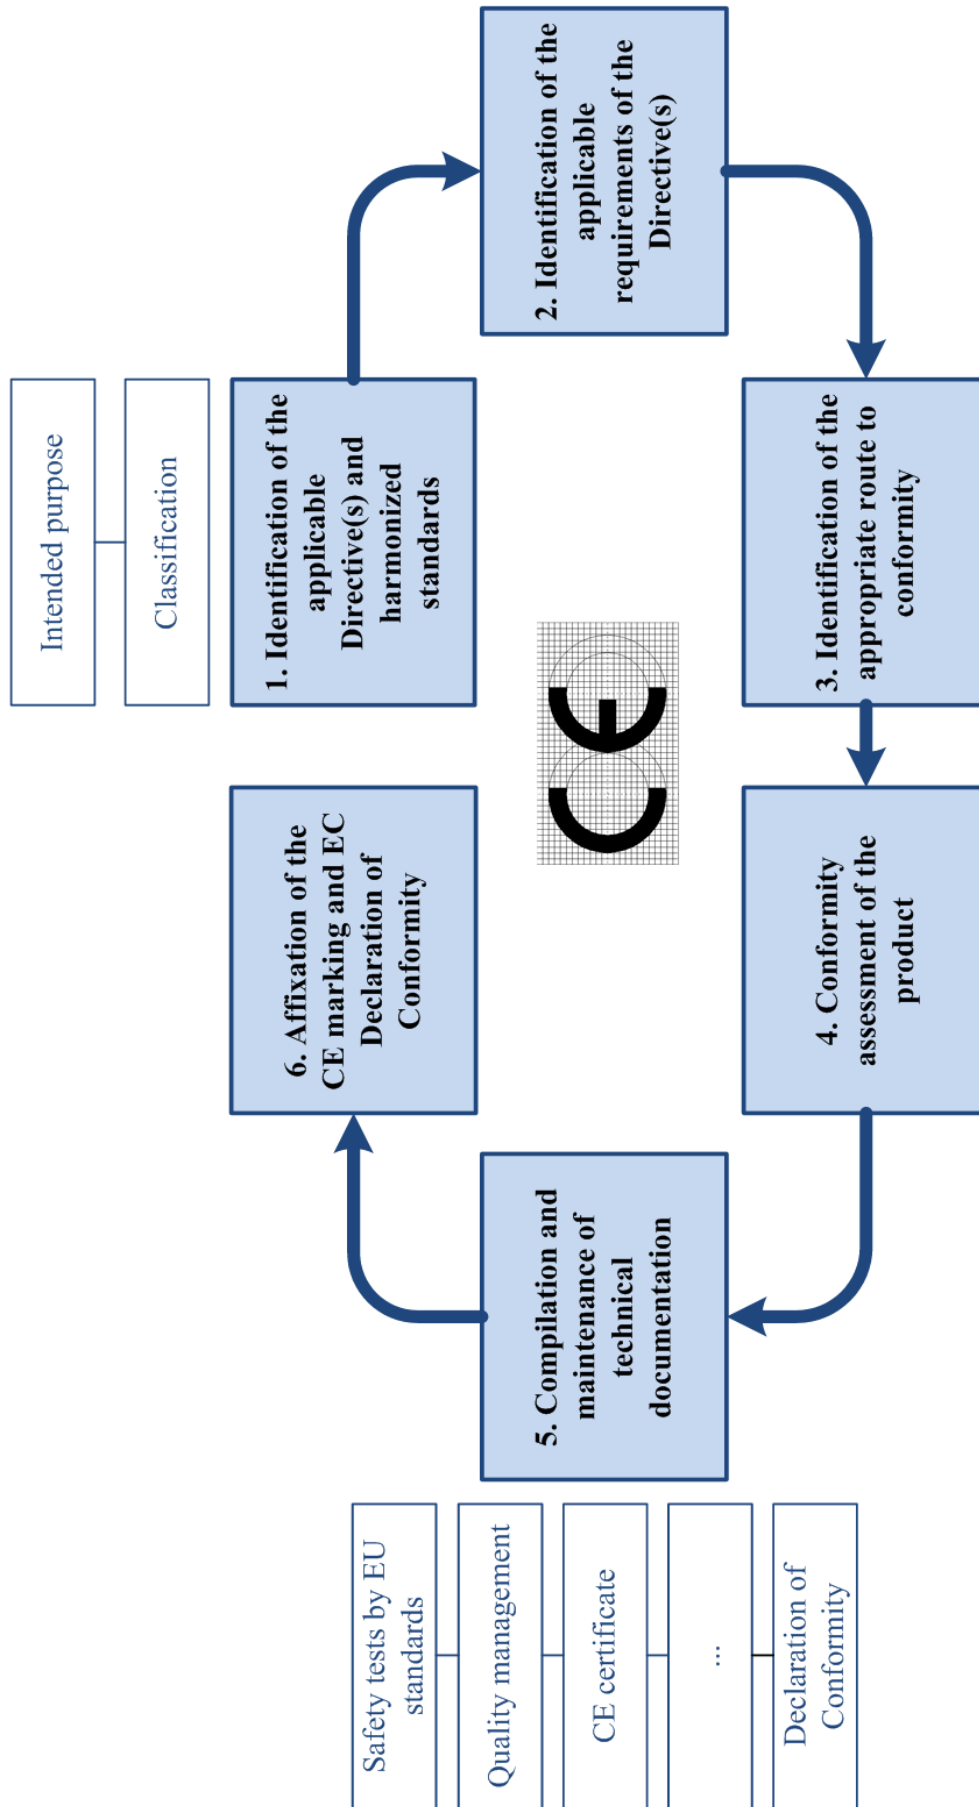 Intended purpose
Classification
1. Identification of the
applicable
Directive(s) and
harmonized
standards
2. Identification of the
applicable
requirements of the
Directive(s)
3. Identification of the
appropriate route to
conformity
4. Conformity
assessment of the
product
5. Compilation and
maintenance of
technical
documentation
6. Affixation of the
CE marking and EC
Declaration of
Conformity
Safety tests by EU
standards
Quality management
CE certificate
...
Declaration of
Conformity
CE